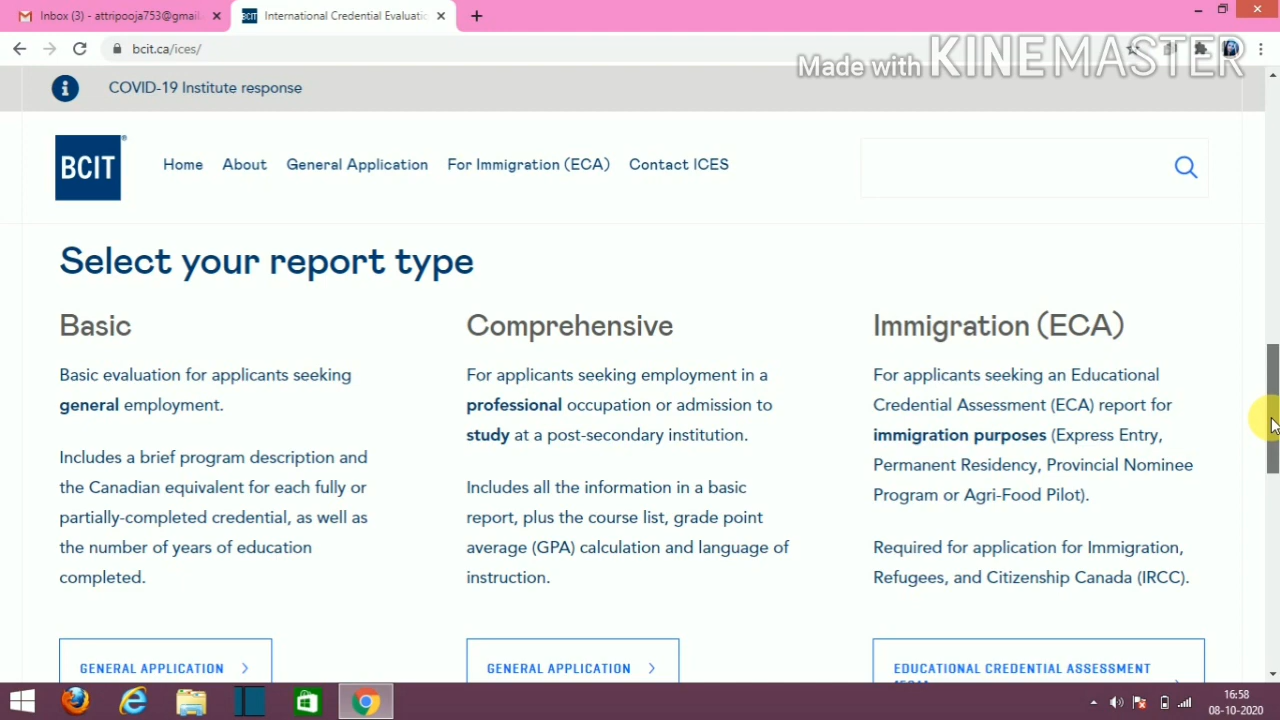 Inbox (3) - attripooja753@gmail
International Credential Evaluatio
bcit.ca/ices/
Made with KINEMASTER
COVID-19 Institute response
BCIT®
Home About General Application For Immigration (ECA) Contact ICES
Select your report type
Basic
Basic evaluation for applicants seeking
general employment.
Includes a brief program description and
the Canadian equivalent for each fully or
partially-completed credential, as well as
the number of years of education
completed.
GENERAL APPLICATION
Comprehensive
For applicants seeking employment in a
professional occupation or admission to
study at a post-secondary institution.
Includes all the information in a basic
report, plus the course list, grade point
average (GPA) calculation and language of
instruction.
GENERAL APPLICATION
Immigration (ECA)
For applicants seeking an Educational
Credential Assessment (ECA) report for
immigration purposes (Express Entry,
Permanent Residency, Provincial Nominee
Program or Agri-Food Pilot).
Required for application for Immigration,
Refugees, and Citizenship Canada (IRCC).
EDUCATIONAL CREDENTIAL ASSESSMENT
16:58
08-10-2020